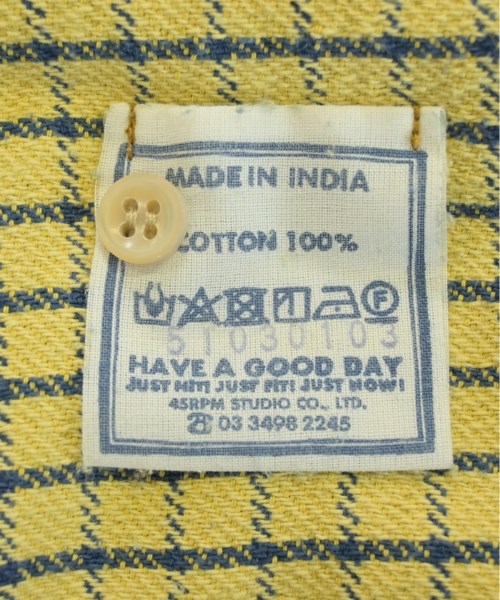 MADE IN INDIA
COTTON 100%
F
51030103
HAVE A GOOD DAY
JUST HIT! JUST FIT! JUST NOW!
45RPM STUDIO CO., LTD.
☎ 03 3498 2245